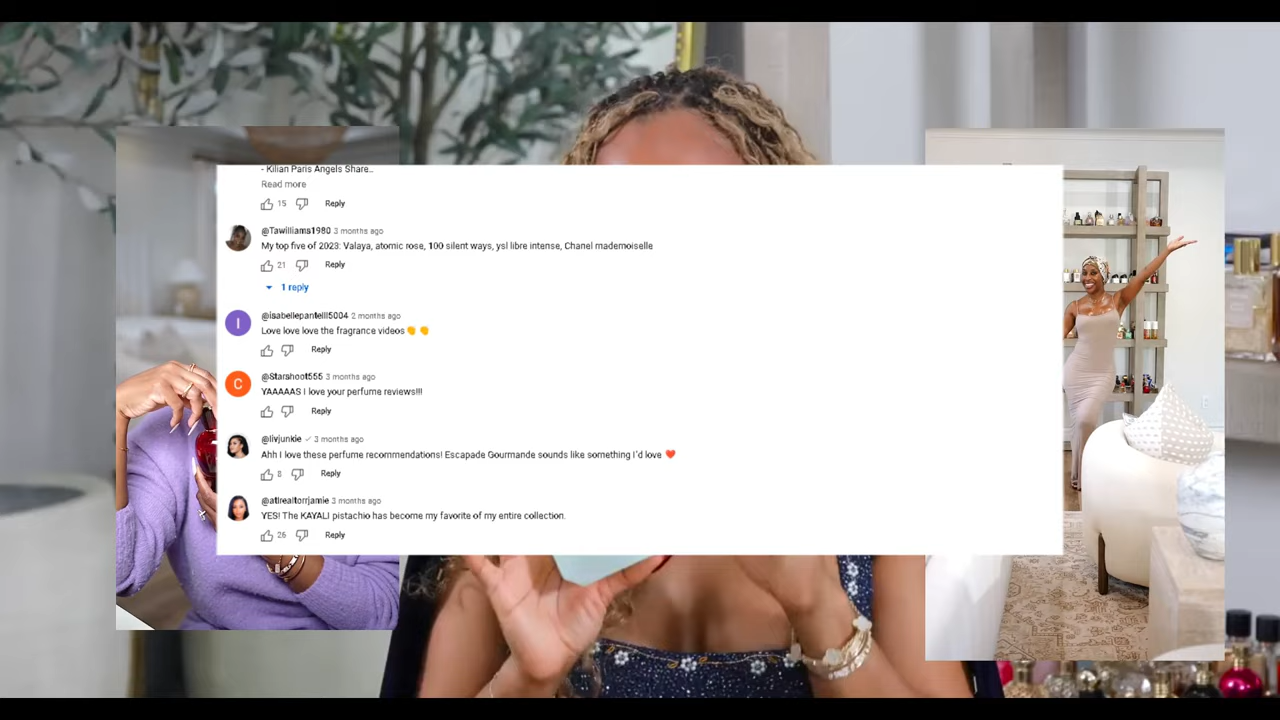 - Kilian Paris Angels Share...
Read more
15 Reply
@Tawilliams1980 3 months ago
My top five of 2023: Valaya, atomic rose, 100 silent ways, ysl libre intense, Chanel mademoiselle
21 Reply
1 reply
I
@isabellepantelll5004 2 months ago
Love love love the fragrance videos👏👏
Reply
C
@Starshoot555 3 months ago
YAAAAAS I love your perfume reviews!!!
Reply
@livjunkie ✓ 3 months ago
Ahh I love these perfume recommendations! Escapade Gourmande sounds like something I'd love ❤️
8 Reply
@atlrealtorrjamie 3 months ago
YES! The KAYALI pistachio has become my favorite of my entire collection.
26 Reply